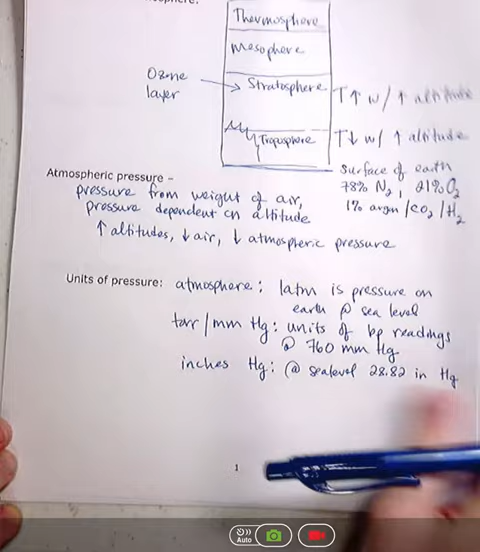 Thermosphere
Mesophere
Ozone
layer
Stratosphere
T↑ w/ ↑ altitude
Troposphere
T↓ w/ ↑ altitude
surface of earth
78% N2, 21% O2
1% argon/CO2/H2
Atmospheric pressure –
pressure from weight of air,
pressure dependent on altitude
↑ altitudes, ↓ air, ↓ atmospheric pressure
Units of pressure: atmosphere: 1atm is pressure on
earth @ sea level
torr/mm Hg: units of bp readings
@ 760 mm Hg
inches Hg: @ sealevel 28.82 in Hg
1
Auto